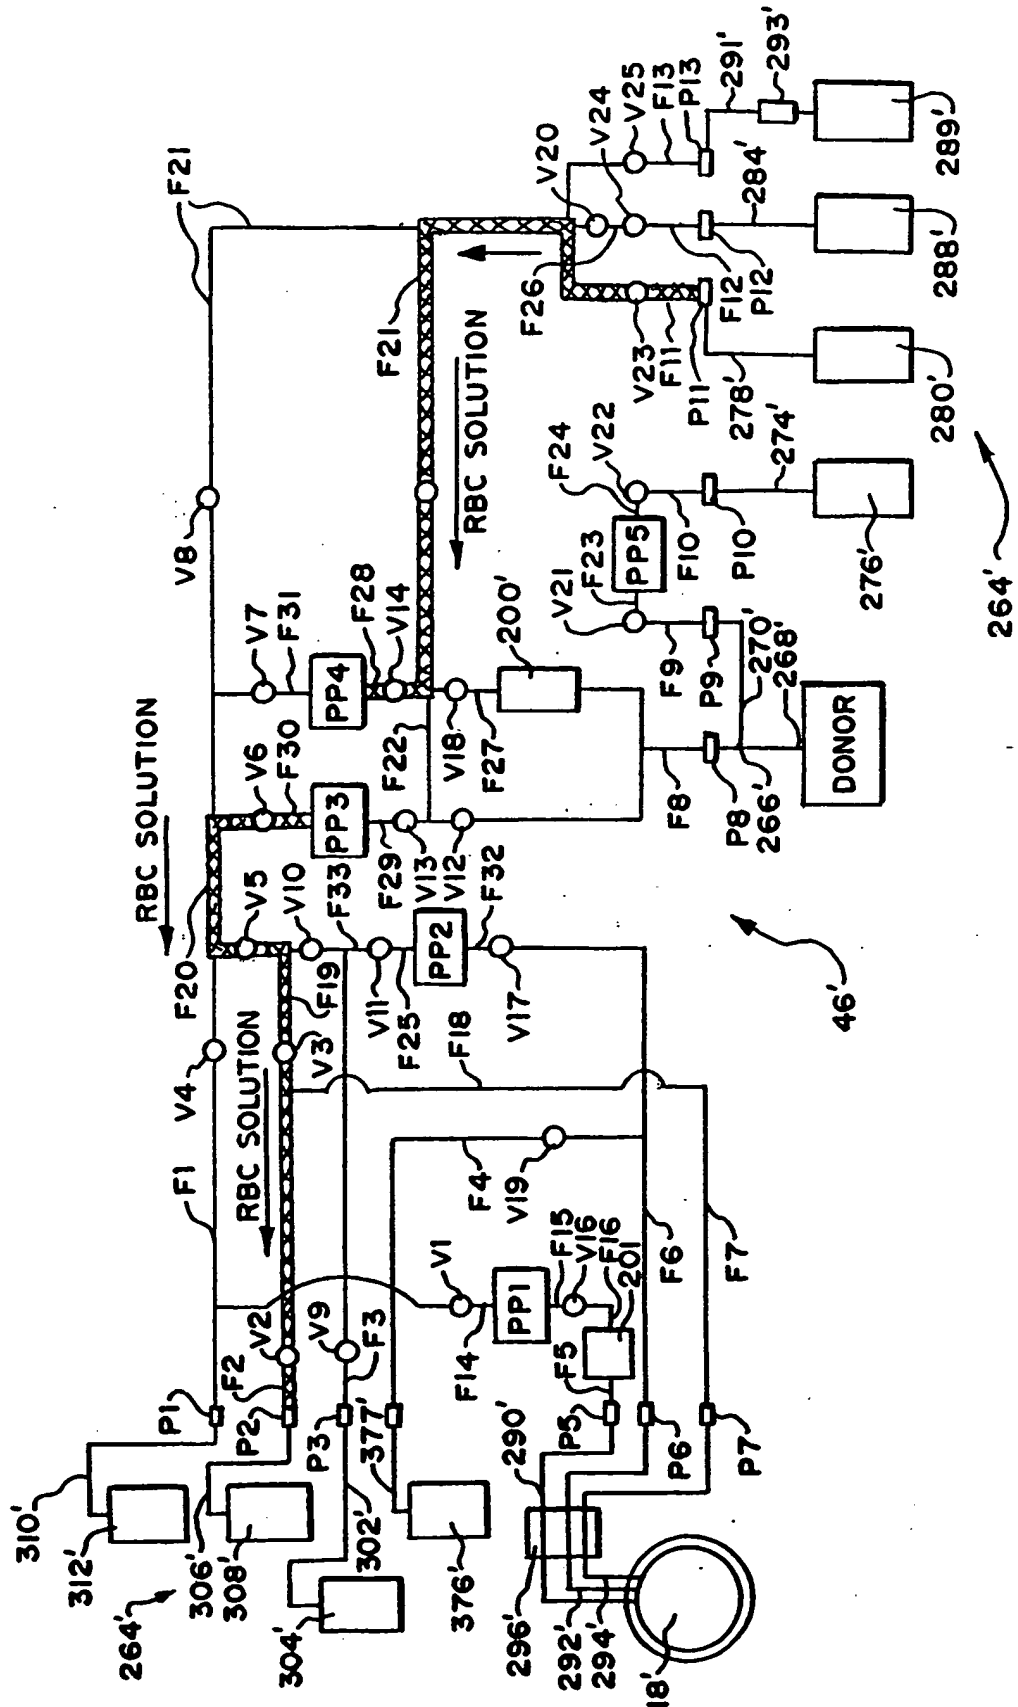 F21
V8
V7
F31
PP4
F28
V14
F21
RBC SOLUTION
F26
V20
V24
V25
F13
P13
291'
293'
289'
284'
288'
F12
P12
V23
F11
P11
278'
280'
264'
F24
V22
F23
PP5
V21
F10
P10
274'
276'
F9
P9
270'
268'
DONOR
266'
P8
F8
200'
V18
F27
F22
RBC SOLUTION
V6
F30
PP3
F29
V13
V12
F20
V5
V10
F33
V11
F25
PP2
F32
V17
46'
F19
V3
F18
V4
F1
RBC SOLUTION
V2
F2
V9
F3
F4
V19
V1
F14
PP1
F15
V16
F16
201
F5
F6
F7
P1
P2
P3
377'
290'
P5
P6
P7
310'
312'
306'
308'
264'
302'
304'
376'
296'
292'
294'
18'